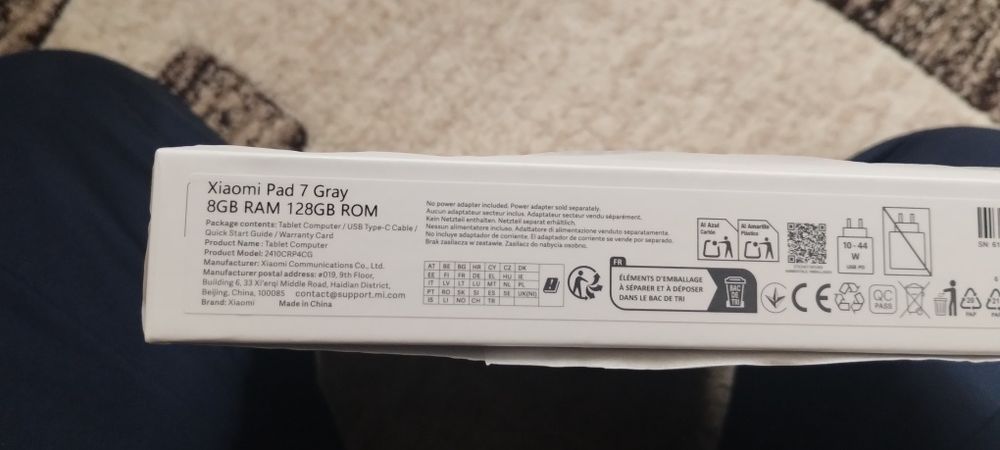 Xiaomi Pad 7 Gray
8GB RAM 128GB ROM
Package contents: Tablet Computer / USB Type-C Cable /
Quick Start Guide / Warranty Card
Product Name: Tablet Computer
Product Model: 2410CRP4CG
Manufacturer: Xiaomi Communications Co., Ltd.
Manufacturer postal address: #019, 9th Floor,
Building 6, 33 Xi'erqi Middle Road, Haidian District,
Beijing, China, 100085 contact@support.mi.com
Brand: Xiaomi Made in China
No power adapter included. Power adapter sold separately.
Aucun adaptateur secteur inclus. Adaptateur secteur vendu séparément.
Kein Netzteil enthalten. Netzteil separat erhältlich.
Nessun alimentatore incluso. Adattatore di alimentazione venduto separatamente.
No incluye adaptador de corriente. El adaptador de corriente se vende por separado.
Brak zasilacza w zestawie. Zasilacz do nabycia osobno.
AT BE BG HR CY CZ DK
EE FI FR DE EL HU IE
IT LV LT LU MT NL PL
PT RO SK SI ES SE UK(NI)
IS LI NO CH TR
FR
ÉLÉMENTS D'EMBALLAGE
À SÉPARER ET À DÉPOSER
DANS LE BAC DE TRI
BAC
DE
TRI
Al Azul
Cartón
Al Amarillo
Plástico
10 - 44
W
USB PD
CE
QC
PASS
PAP
SN: 61